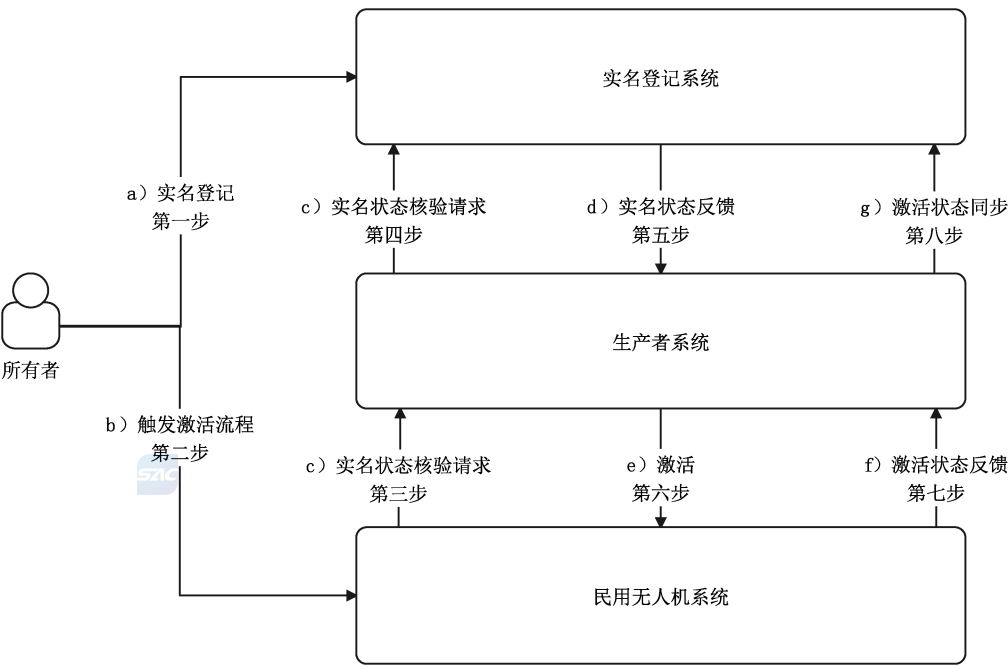 实名登记系统
a）实名登记
第一步
c）实名状态核验请求
第四步
d）实名状态反馈
第五步
g）激活状态同步
第八步
所有者
生产者系统
b）触发激活流程
第二步
SAC
c）实名状态核验请求
第三步
e）激活
第六步
f）激活状态反馈
第七步
民用无人机系统